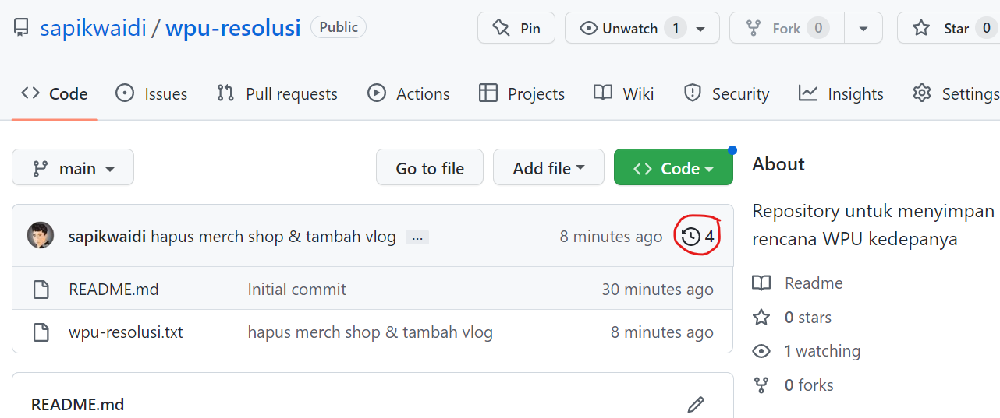 sapikwaidi / wpu-resolusi Public Pin Unwatch 1 Fork 0 Star 0
Code Issues Pull requests Actions Projects Wiki Security Insights Settings
main Go to file Add file Code
sapikwaidi hapus merch shop & tambah vlog ... 8 minutes ago 4
README.md Initial commit 30 minutes ago
wpu-resolusi.txt hapus merch shop & tambah vlog 8 minutes ago
README.md
About
Repository untuk menyimpan
rencana WPU kedepanya
Readme
0 stars
1 watching
0 forks